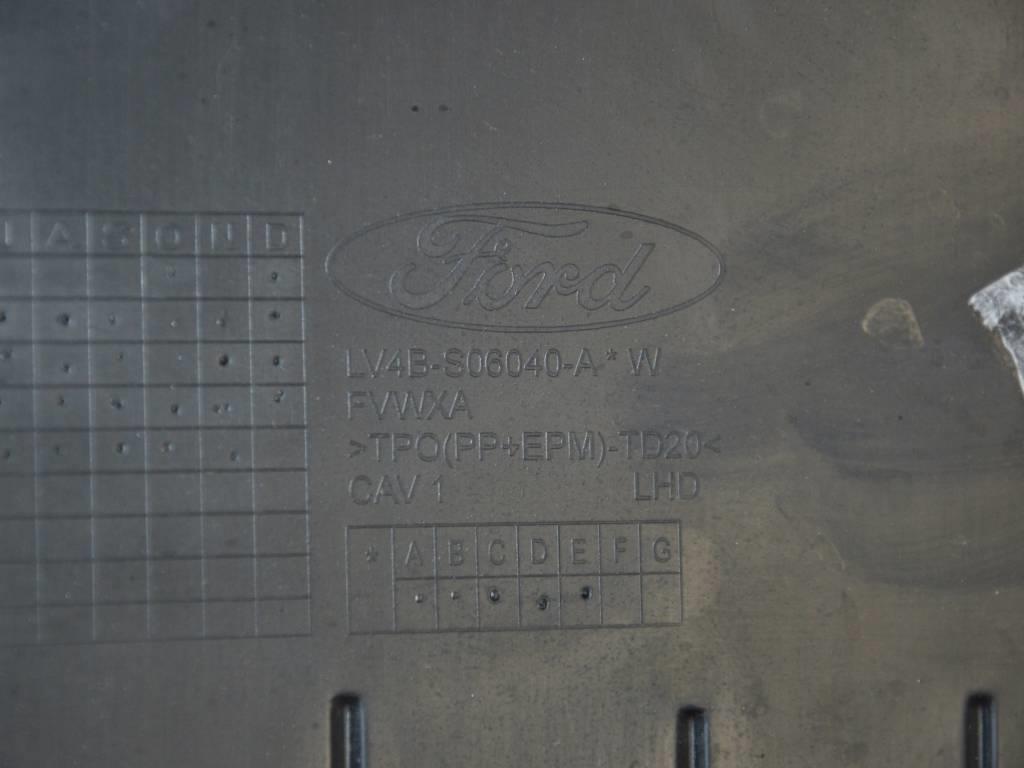 J A S O N D
Ford
LV4B-S06040-A* W
FVWXA
>TPO(PP+EPM)-TD20<
CAV 1 LHD
* A B C D E F G